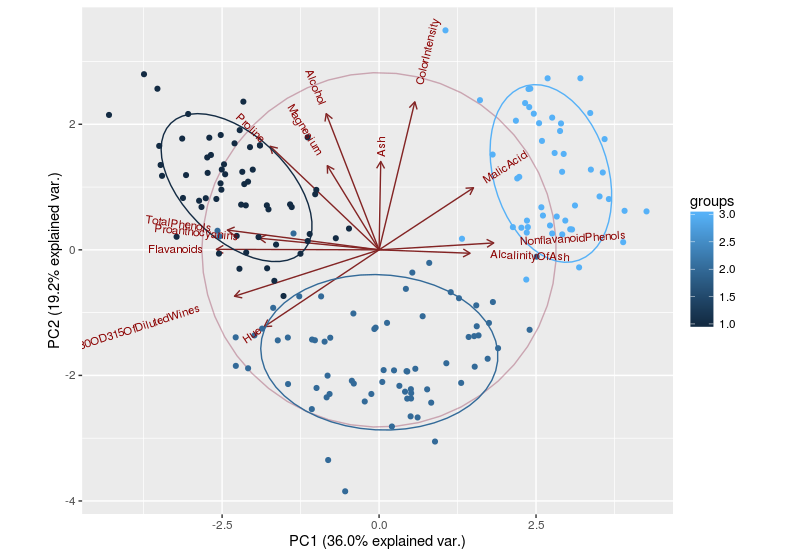 ColorIntensity
Alcohol
Magnesium
Proline
Ash
MalicAcid
TotalPhenols
Proanthocyanins
Flavanoids
NonflavanoidPhenols
AlcalinityOfAsh
Hue
0OD315OfDilutedWines
PC2 (19.2% explained var.)
2
0
-2
-4
-2.5
0.0
2.5
PC1 (36.0% explained var.)
groups
3.0
2.5
2.0
1.5
1.0